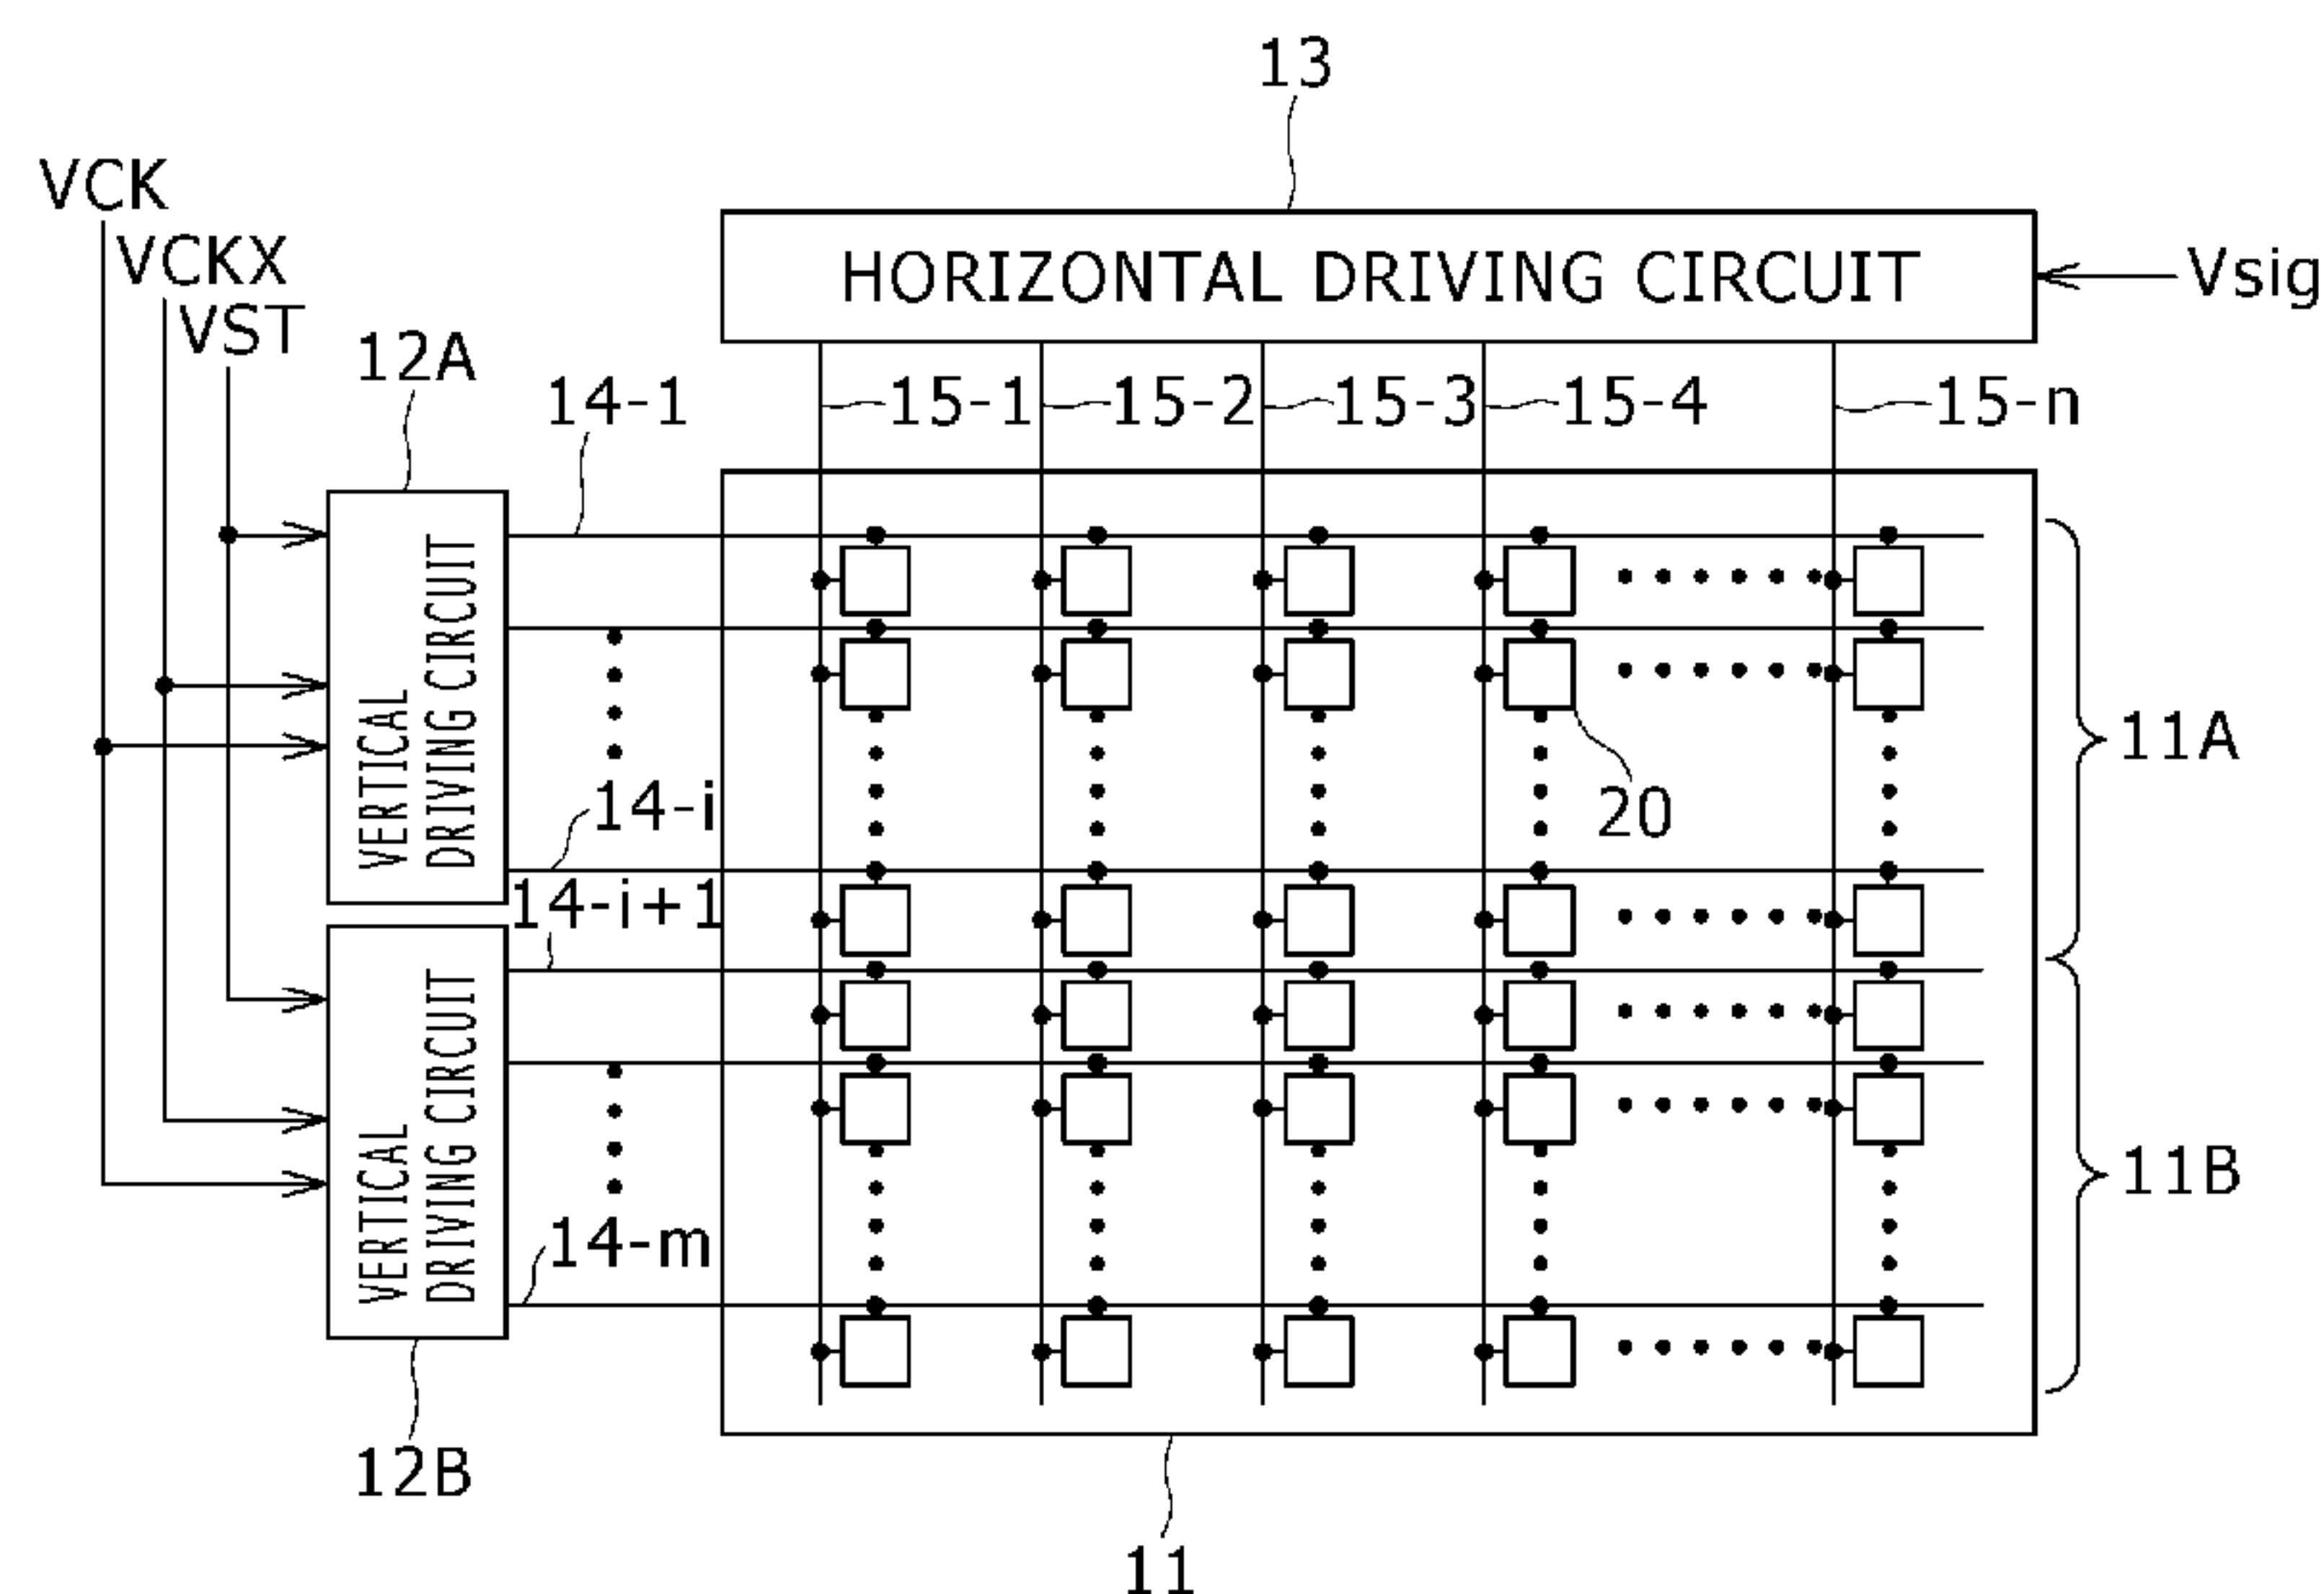 13
VCK
VCKX
VST
HORIZONTAL DRIVING CIRCUIT
Vsig
12A
14-1
15-1
15-2
15-3
15-4
15-n
VERTICAL
DRIVING CIRCUIT
11A
14-i
20
14-i+1
VERTICAL
DRIVING CIRCUIT
11B
14-m
12B
11